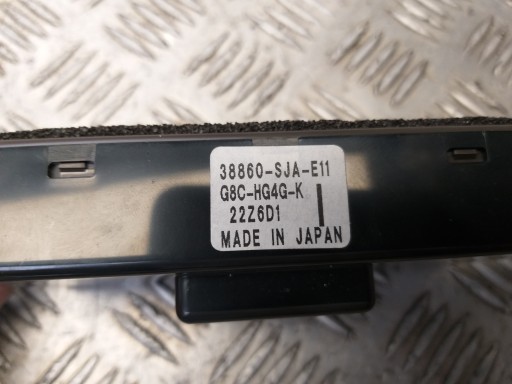 38860-SJA-E11
G8C-HG4G-K
22Z6D1
MADE IN JAPAN